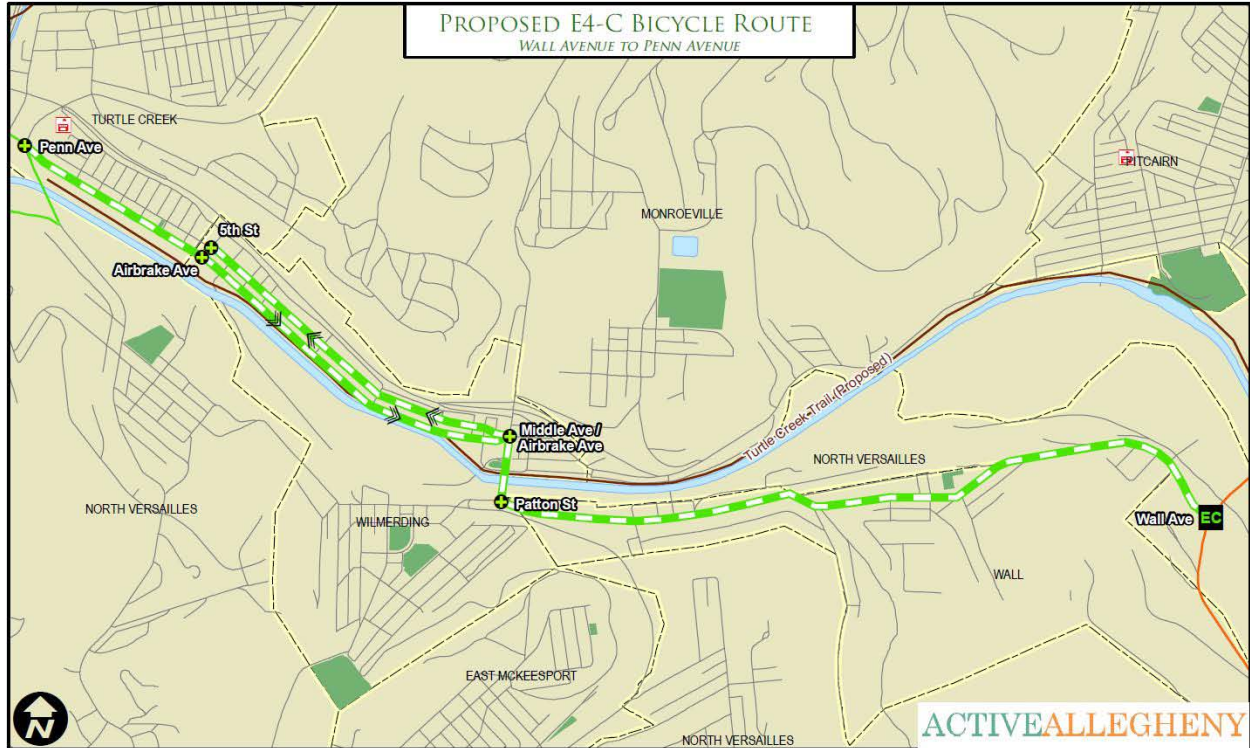 PROPOSED E4-C BICYCLE ROUTE
WALL AVENUE TO PENN AVENUE
TURTLE CREEK
Penn Ave
PITCAIRN
MONROEVILLE
5th St
Airbrake Ave
Turtle Creek Trail (Proposed)
Middle Ave /
Airbrake Ave
NORTH VERSAILLES
Patton St
NORTH VERSAILLES
WILMERDING
Wall Ave
EC
WALL
EAST MCKEESPORT
N
NORTH VERSAILLES
ACTIVEALLEGHENY